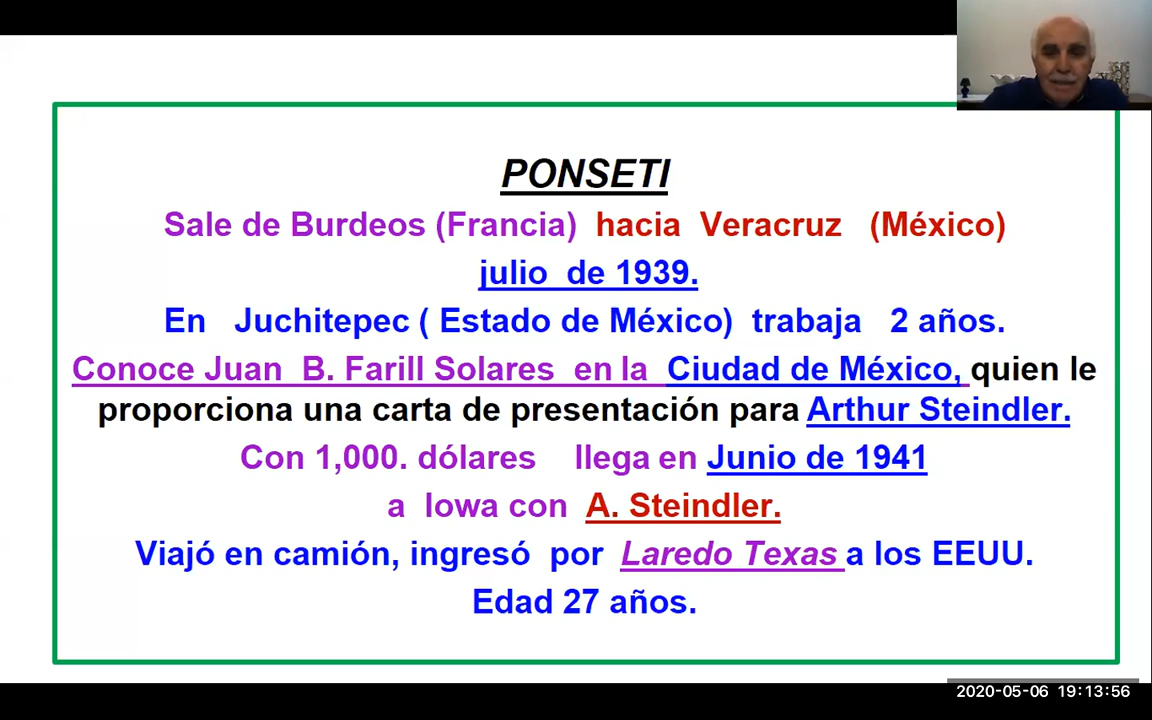 PONSETI
Sale de Burdeos (Francia) hacia Veracruz (México)
julio de 1939.
En Juchitepec ( Estado de México) trabaja 2 años.
Conoce Juan B. Farill Solares en la Ciudad de México, quien le
proporciona una carta de presentación para Arthur Steindler.
Con 1,000. dólares llega en Junio de 1941
a Iowa con A. Steindler.
Viajó en camión, ingresó por Laredo Texas a los EEUU.
Edad 27 años.
2020-05-06 19:13:56